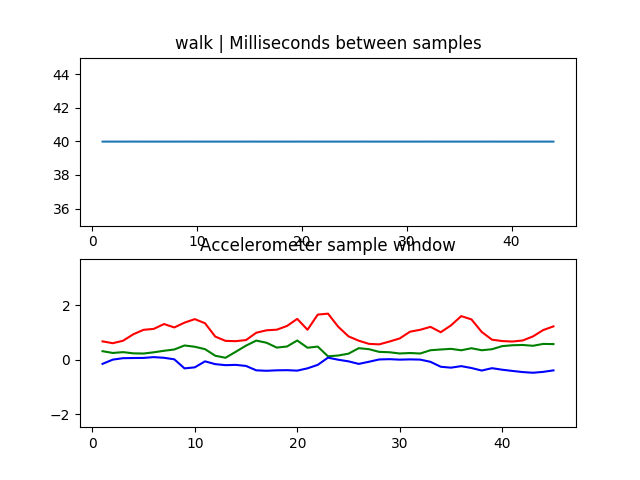 walk | Milliseconds between samples
44
42
40
38
36
0 10 20 30 40
Accelerometer sample window
2
0
−2
0 10 20 30 40